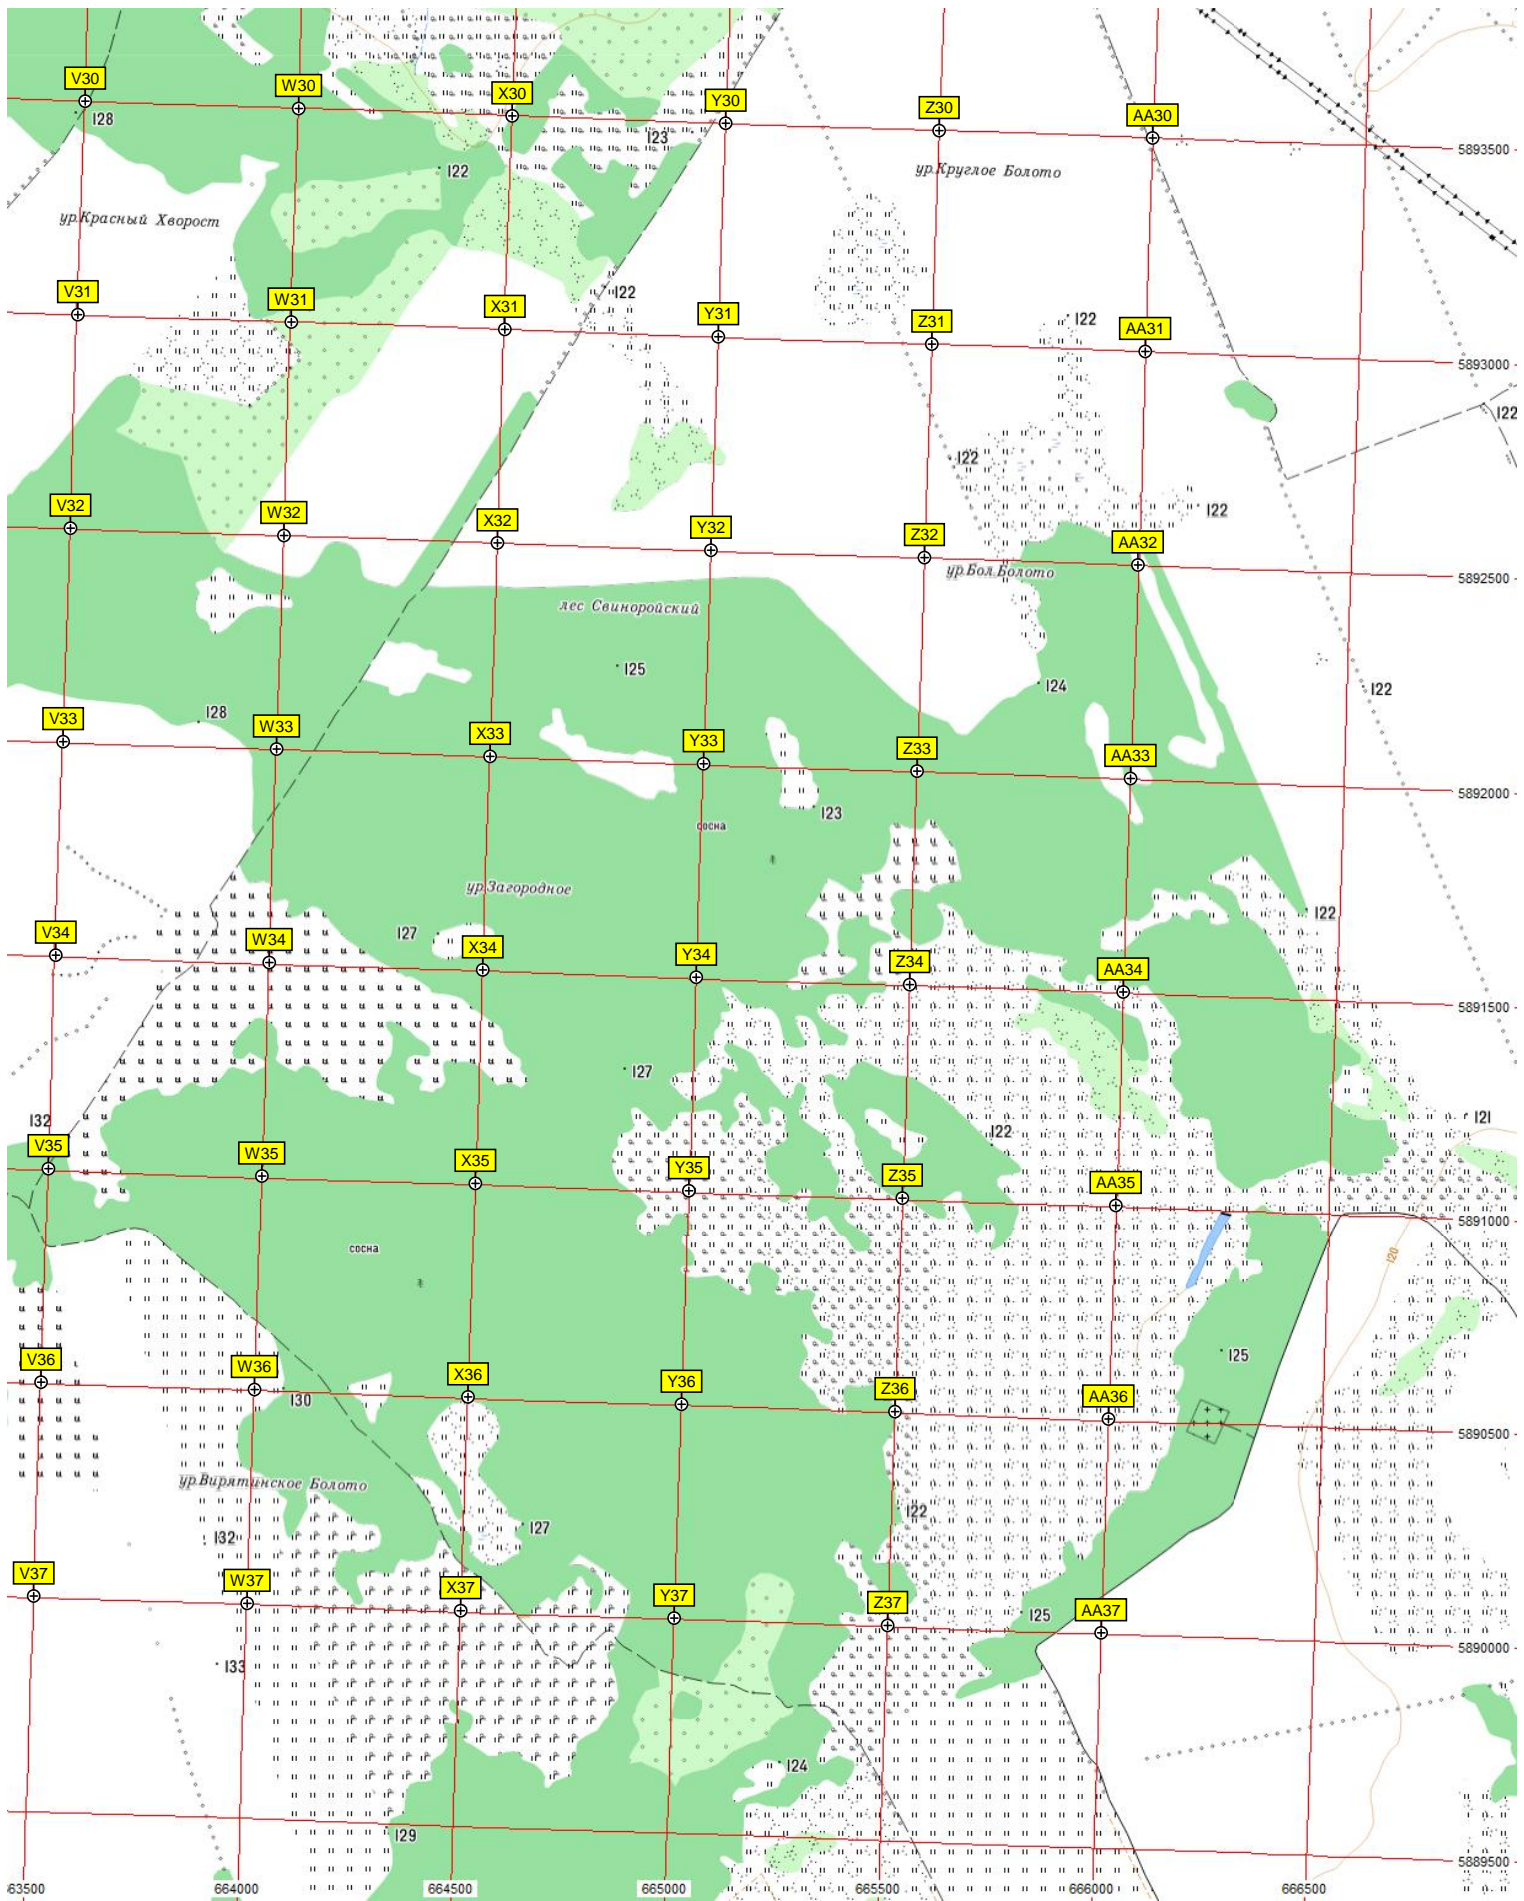 V30
W30
X30
Y30
Z30
AA30
128
123
5893500
122
ур.Круглое Болото
ур.Красный Хворост
V31
W31
X31
122
Y31
Z31
122
AA31
5893000
122
122
V32
W32
X32
Y32
Z32
122
AA32
ур.Бол.Болото
5892500
лес Свиноройский
125
124
122
128
V33
W33
X33
Y33
Z33
AA33
5892000
123
сосна
ур.Загородное
122
127
V34
W34
X34
Y34
Z34
AA34
5891500
127
132
122
121
V35
W35
X35
Y35
Z35
AA35
5891000
сосна
120
125
V36
W36
X36
Y36
Z36
AA36
130
5890500
ур.Вирятинское Болото
122
127
132
V37
W37
X37
Y37
Z37
125
AA37
5890000
133
124
129
5889500
63500
664000
664500
665000
665500
666000
666500